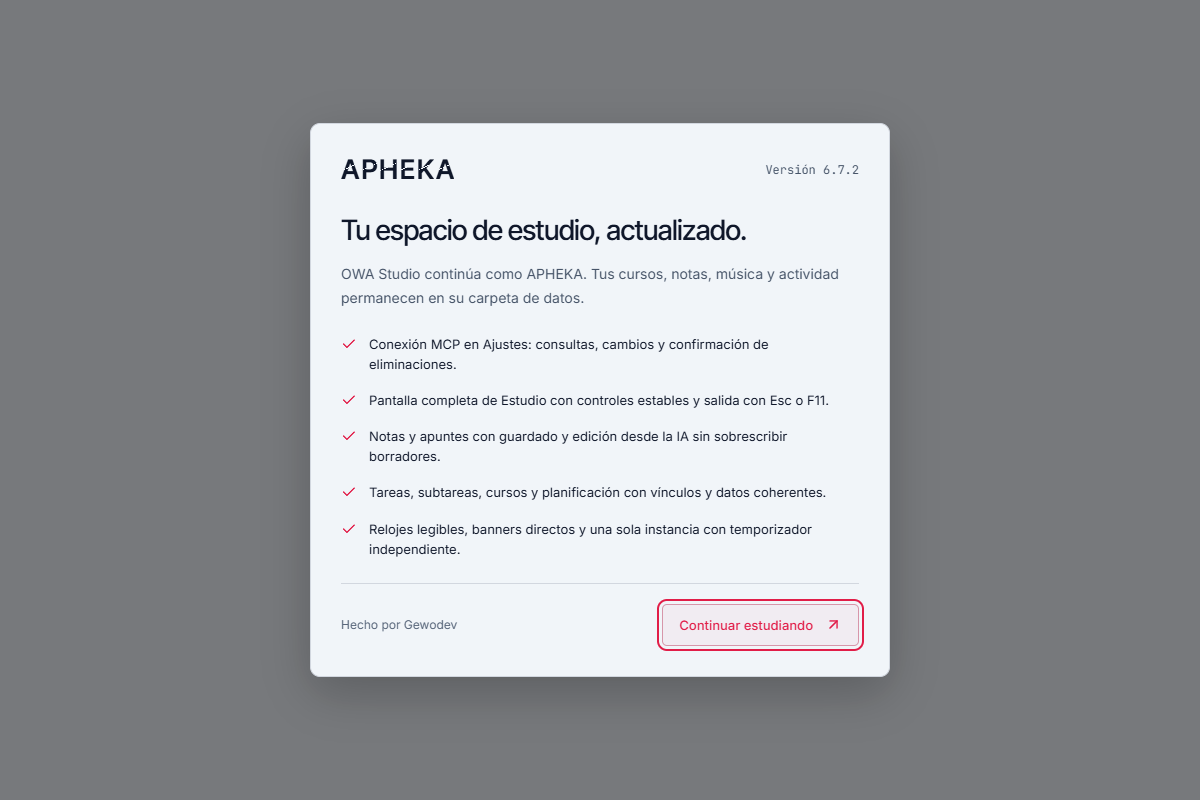 APHEKA
Versión 6.7.2
Tu espacio de estudio, actualizado.
OWA Studio continúa como APHEKA. Tus cursos, notas, música y actividad
permanecen en su carpeta de datos.
Conexión MCP en Ajustes: consultas, cambios y confirmación de
eliminaciones.
Pantalla completa de Estudio con controles estables y salida con Esc o F11.
Notas y apuntes con guardado y edición desde la IA sin sobrescribir
borradores.
Tareas, subtareas, cursos y planificación con vínculos y datos coherentes.
Relojes legibles, banners directos y una sola instancia con temporizador
independiente.
Hecho por Gewodev
Continuar estudiando